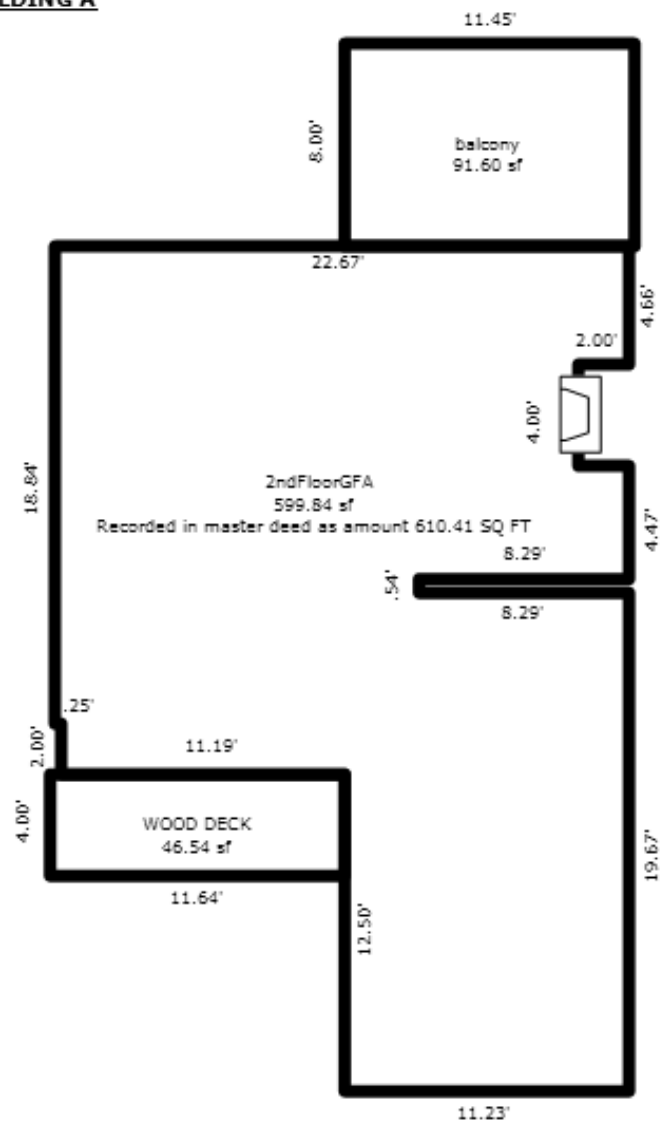 11.45'
8.00'
balcony
91.60 sf
22.67'
4.66'
2.00'
4.00'
18.84'
2ndFloorGFA
599.84 sf
Recorded in master deed as amount 610.41 SQ FT
4.47'
8.29'
.54'
8.29'
.25'
2.00'
11.19'
4.00'
WOOD DECK
46.54 sf
11.64'
12.50'
19.67'
11.23'